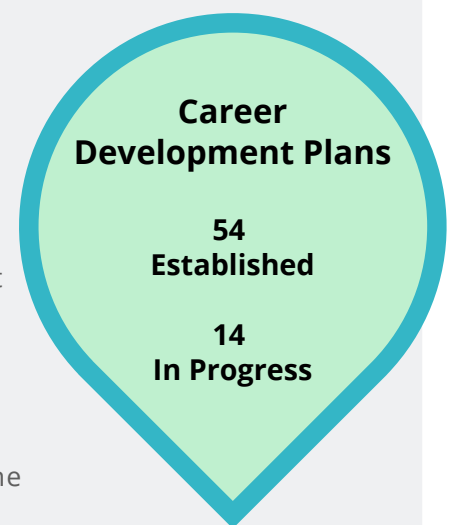 Career
Development Plans
54
Established
14
In Progress